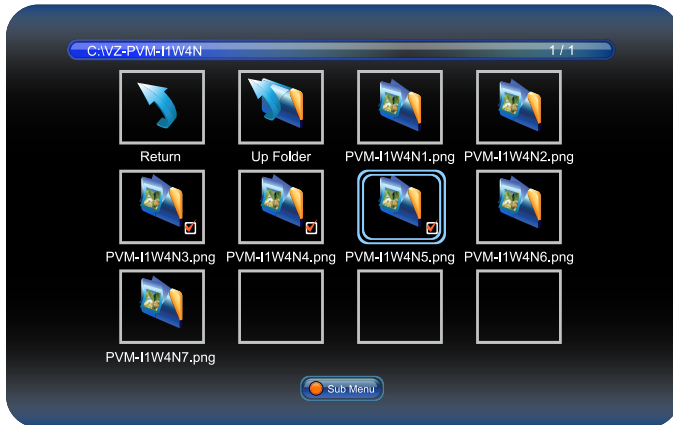 C:\VZ-PVM-I1W4N 1 / 1
Return Up Folder PVM-I1W4N1.png PVM-I1W4N2.png
PVM-I1W4N3.png PVM-I1W4N4.png PVM-I1W4N5.png PVM-I1W4N6.png
PVM-I1W4N7.png
Sub Menu